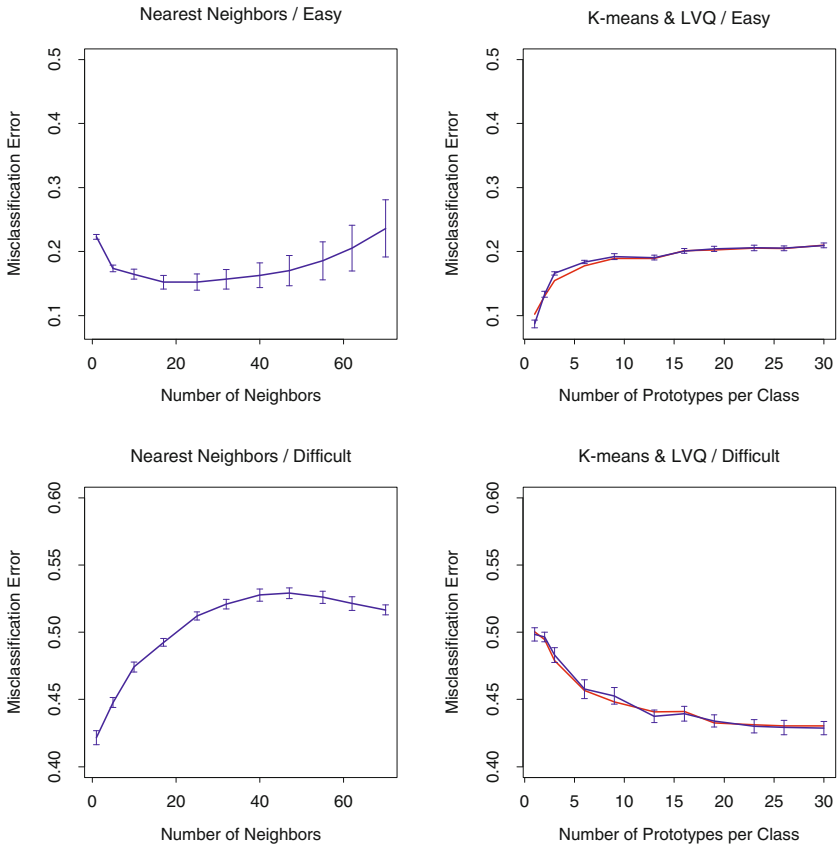 Nearest Neighbors / Easy
Misclassification Error
0.5
0.4
0.3
0.2
0.1
0 20 40 60
Number of Neighbors
K-means & LVQ / Easy
Misclassification Error
0.5
0.4
0.3
0.2
0.1
0 5 10 15 20 25 30
Number of Prototypes per Class
Nearest Neighbors / Difficult
Misclassification Error
0.60
0.55
0.50
0.45
0.40
0 20 40 60
Number of Neighbors
K-means & LVQ / Difficult
Misclassification Error
0.60
0.55
0.50
0.45
0.40
0 5 10 15 20 25 30
Number of Prototypes per Class